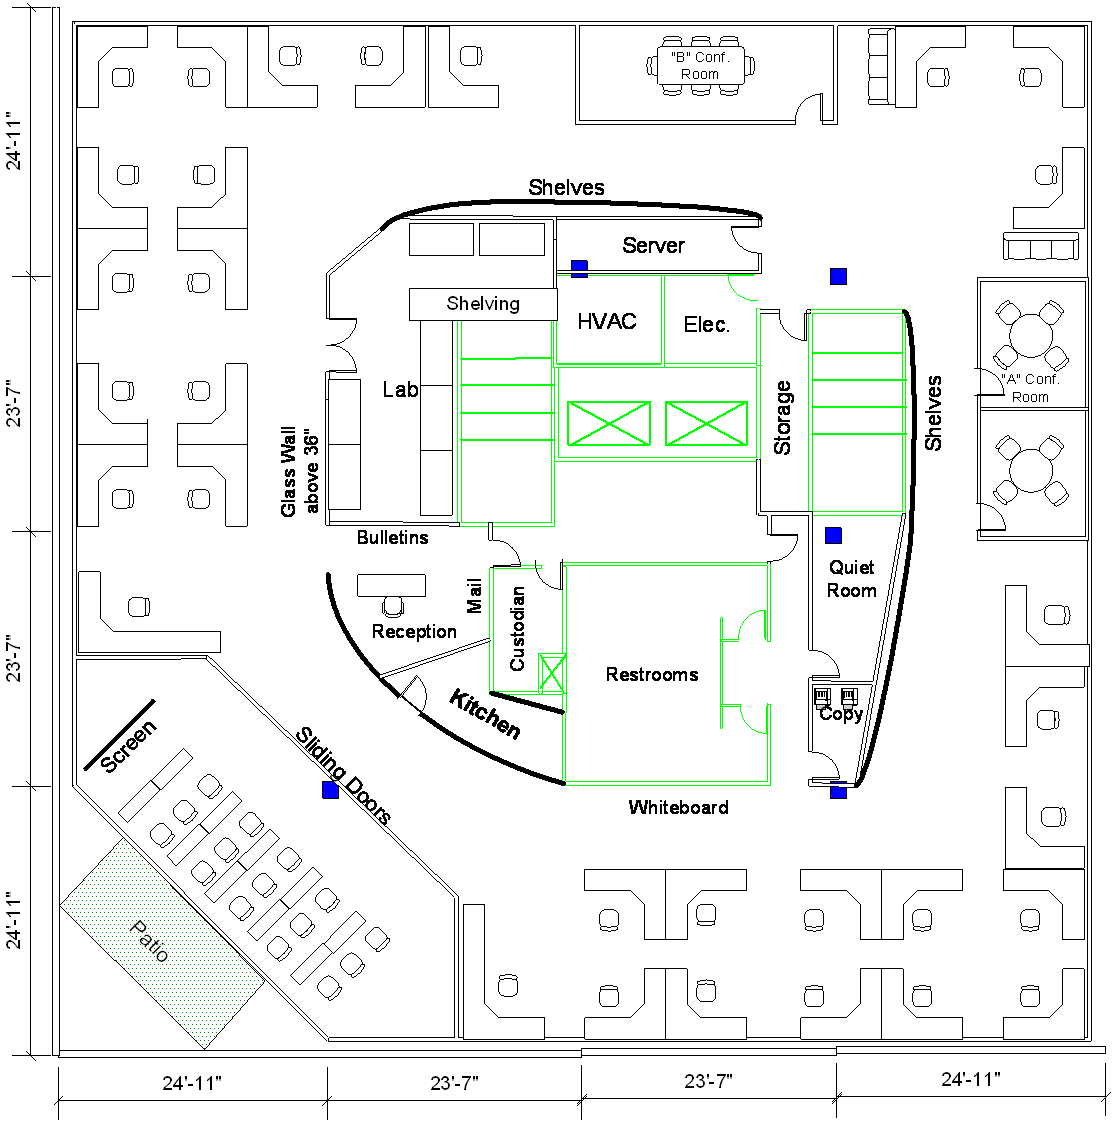 "B" Conf.
Room
24'-11"
Shelves
Server
Shelving
HVAC
Elec.
Lab
Storage
Shelves
"A" Conf.
Room
23'-7"
Glass Wall
above 36"
Bulletins
Mail
Reception
Custodian
Quiet
Room
Restrooms
23'-7"
Kitchen
Copy
Screen
Sliding Doors
Whiteboard
24'-11"
Patio
24'-11"
23'-7"
23'-7"
24'-11"